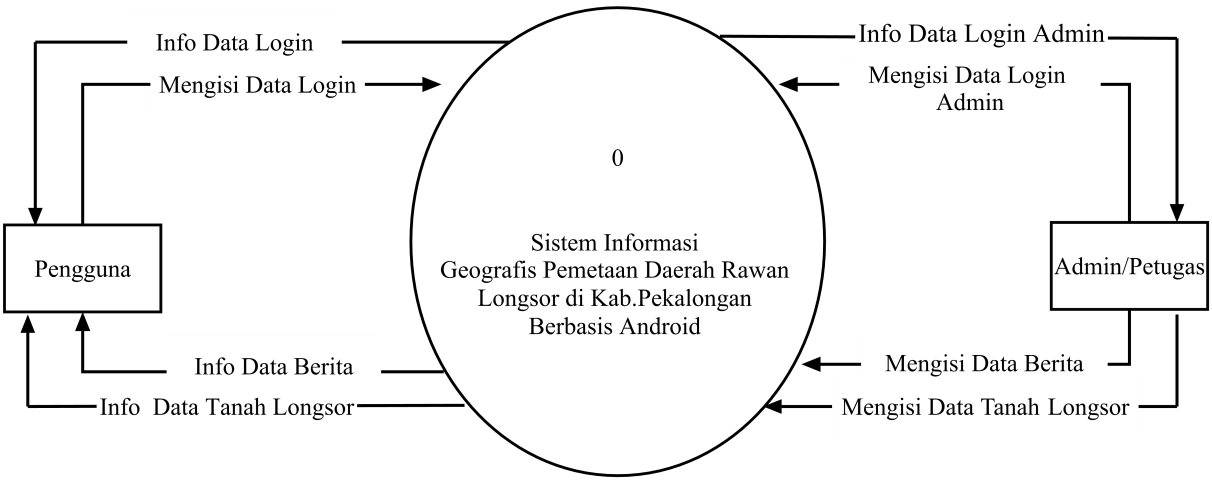 Info Data Login
Mengisi Data Login
Info Data Login Admin
Mengisi Data Login
Admin
0
Sistem Informasi
Geografis Pemetaan Daerah Rawan
Longsor di Kab.Pekalongan
Berbasis Android
Pengguna
Admin/Petugas
Info Data Berita
Info Data Tanah Longsor
Mengisi Data Berita
Mengisi Data Tanah Longsor